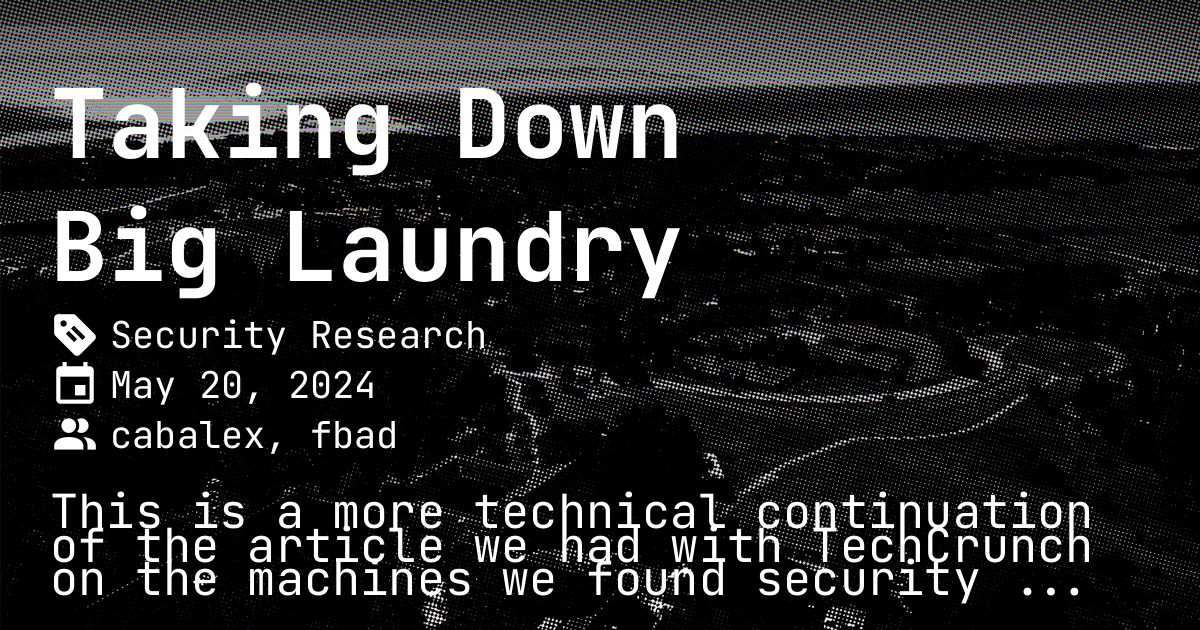 Taking Down
Big Laundry
Security Research
May 20, 2024
cabalex, fbad
This is a more technical continuation
of the article we had with TechCrunch
on the machines we found security ...